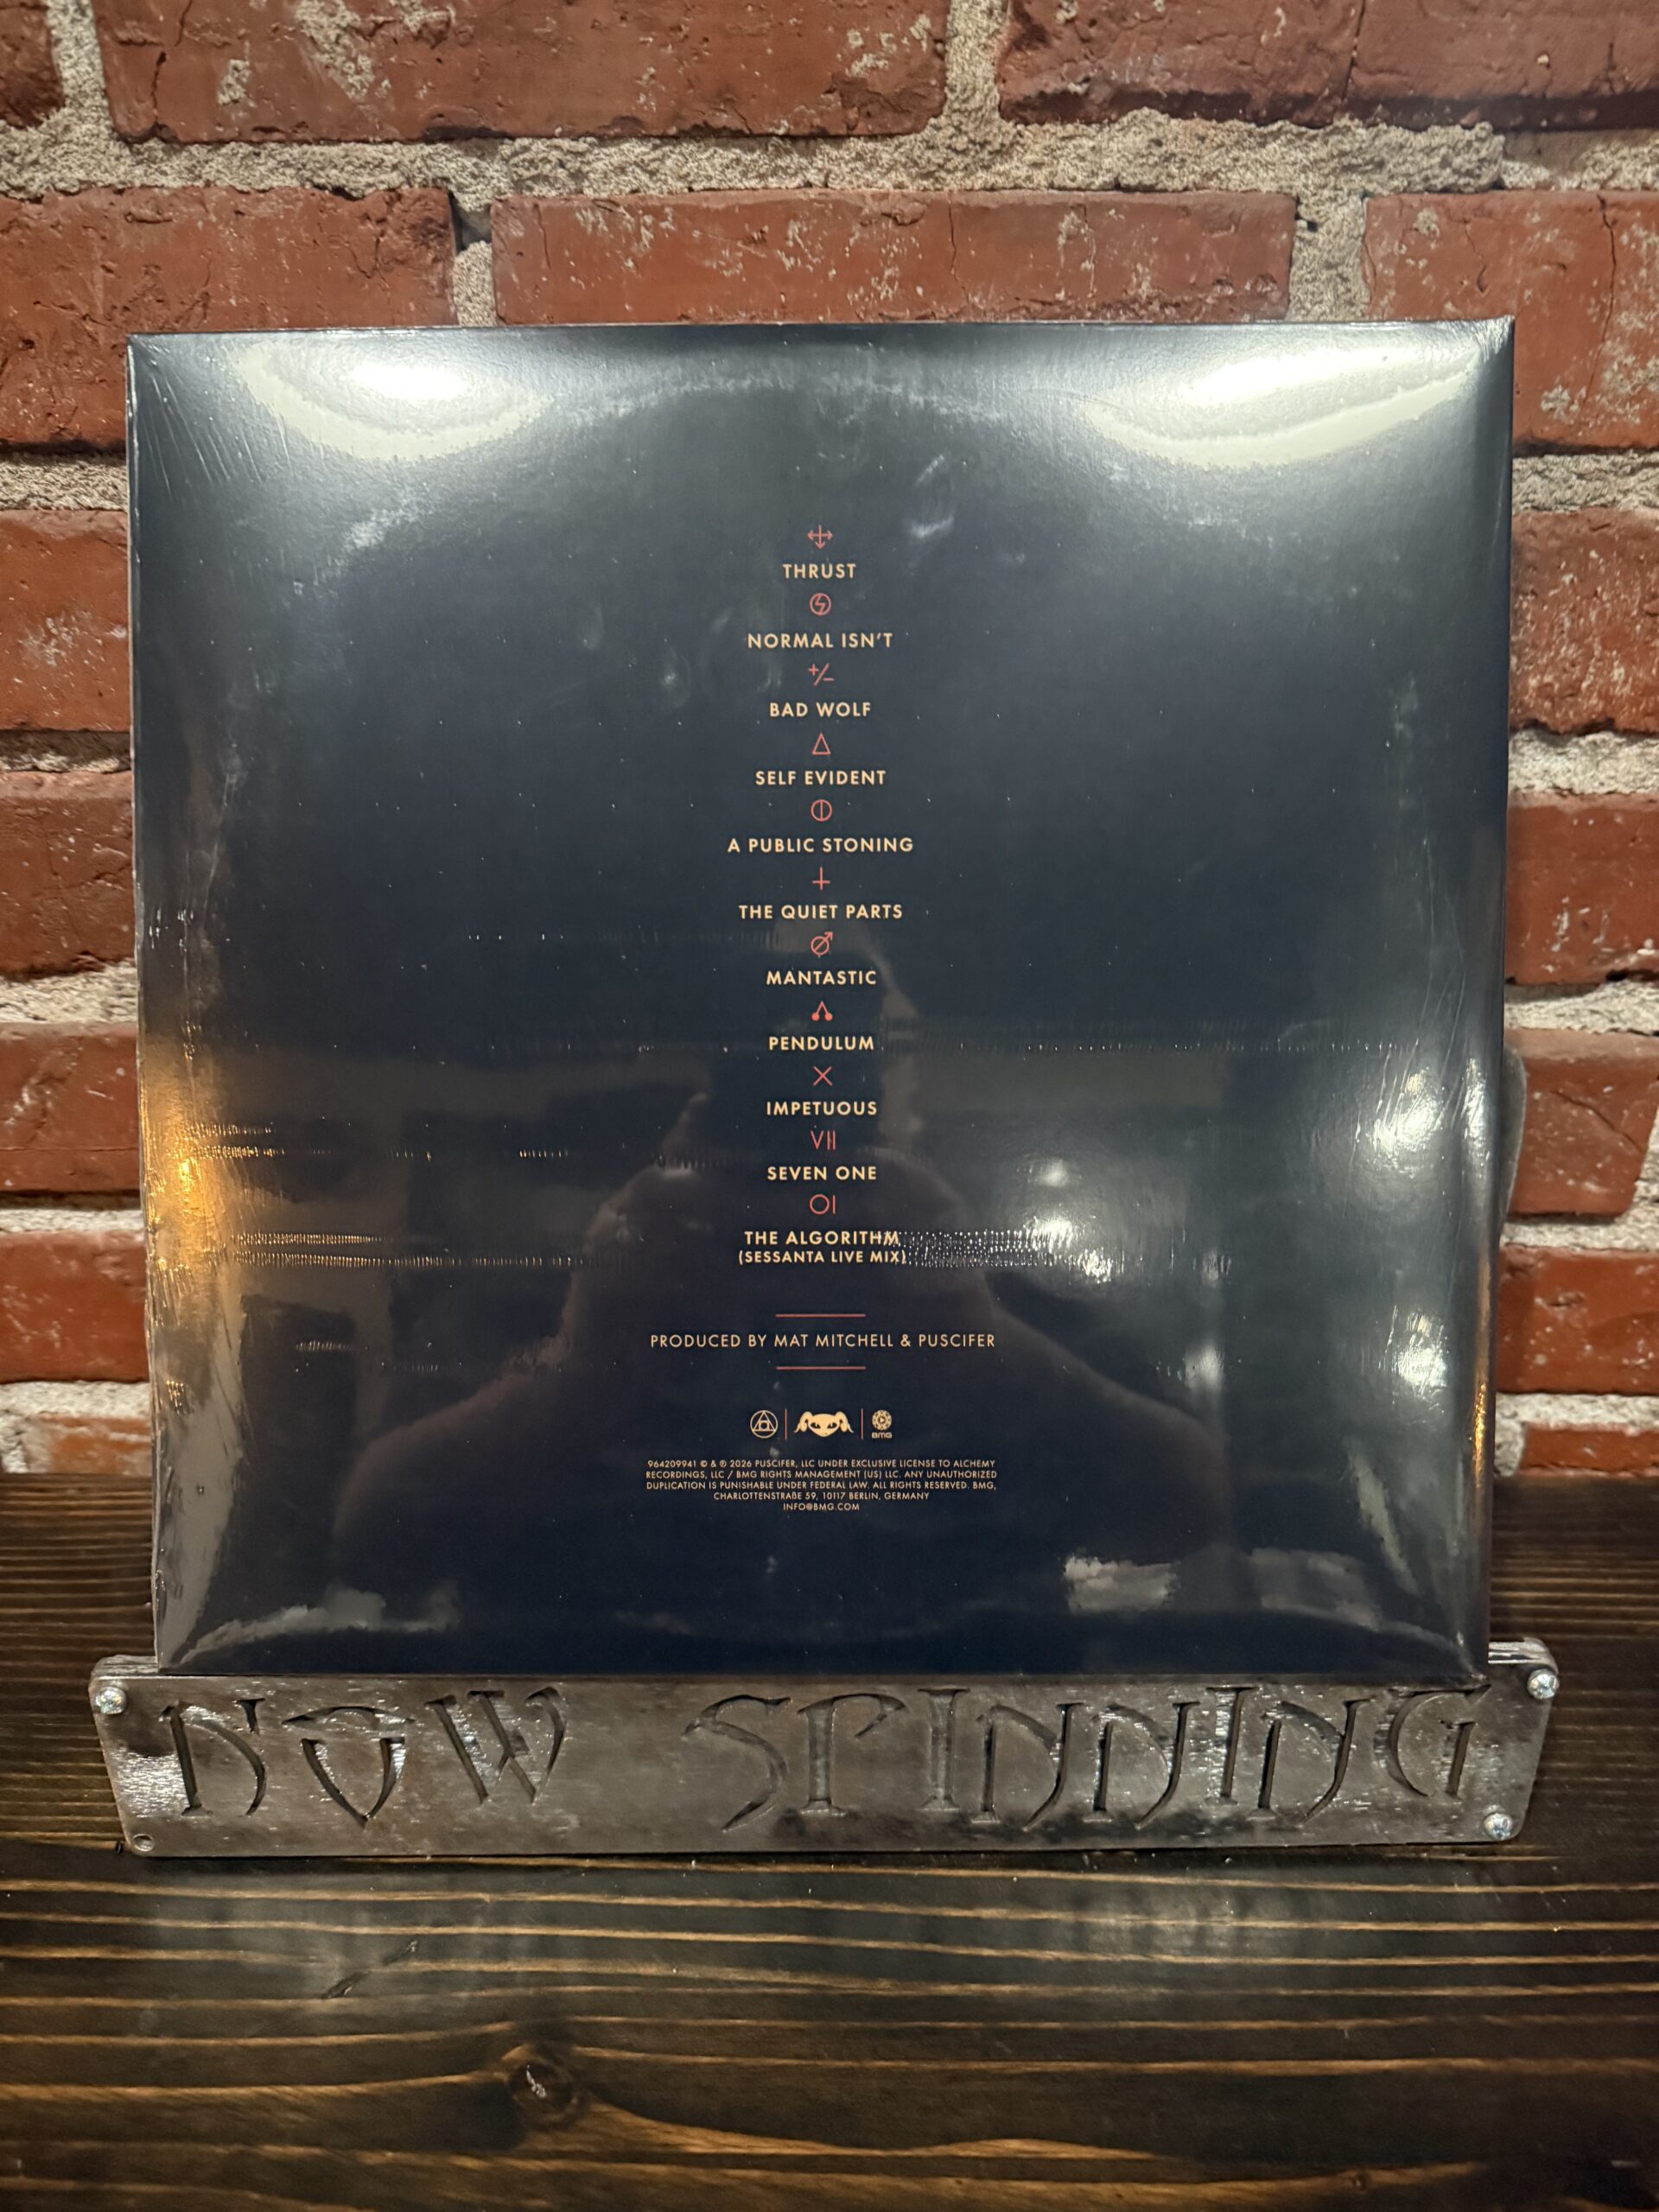 THRUST
NORMAL ISN'T
+/-
BAD WOLF
SELF EVIDENT
A PUBLIC STONING
THE QUIET PARTS
MANTASTIC
PENDULUM
IMPETUOUS
VII
SEVEN ONE
OI
THE ALGORITHM
(SESSANTA LIVE MIX)
PRODUCED BY MAT MITCHELL & PUSCIFER
BMG
964209941 © & ℗ 2026 PUSCIFER, LLC UNDER EXCLUSIVE LICENSE TO ALCHEMY
RECORDINGS, LLC / BMG RIGHTS MANAGEMENT (US) LLC. ANY UNAUTHORIZED
DUPLICATION IS PUNISHABLE UNDER FEDERAL LAW. ALL RIGHTS RESERVED. BMG,
CHARLOTTENSTRAßE 59, 10117 BERLIN, GERMANY
INFO@BMG.COM
NOW SPINNING